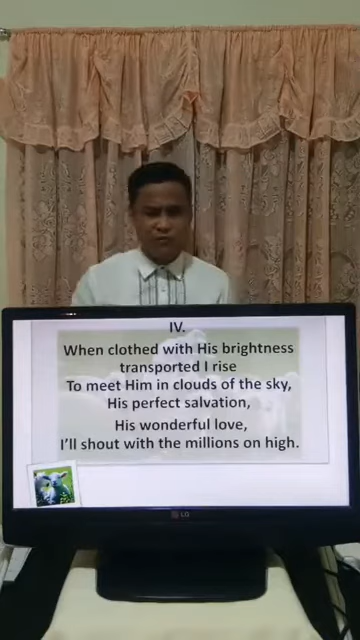 IV.
When clothed with His brightness
transported I rise
To meet Him in clouds of the sky,
His perfect salvation,
His wonderful love,
I'll shout with the millions on high.
LG